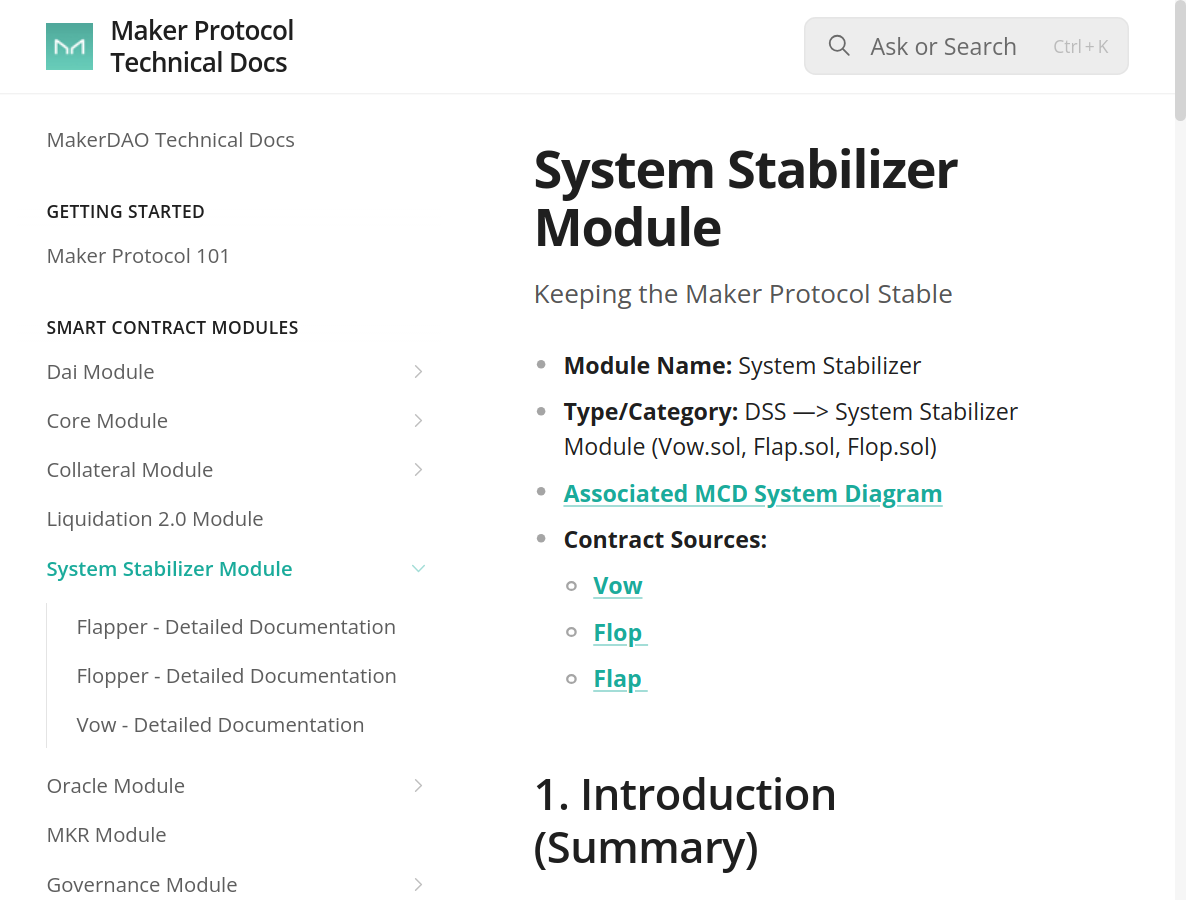 Maker Protocol
Technical Docs
Ask or Search
Ctrl + K
MakerDAO Technical Docs
GETTING STARTED
Maker Protocol 101
SMART CONTRACT MODULES
Dai Module
Core Module
Collateral Module
Liquidation 2.0 Module
System Stabilizer Module
Flapper - Detailed Documentation
Flopper - Detailed Documentation
Vow - Detailed Documentation
Oracle Module
MKR Module
Governance Module
System Stabilizer
Module
Keeping the Maker Protocol Stable
Module Name: System Stabilizer
Type/Category: DSS —> System Stabilizer
Module (Vow.sol, Flap.sol, Flop.sol)
Associated MCD System Diagram
Contract Sources:
Vow
Flop
Flap
1. Introduction
(Summary)